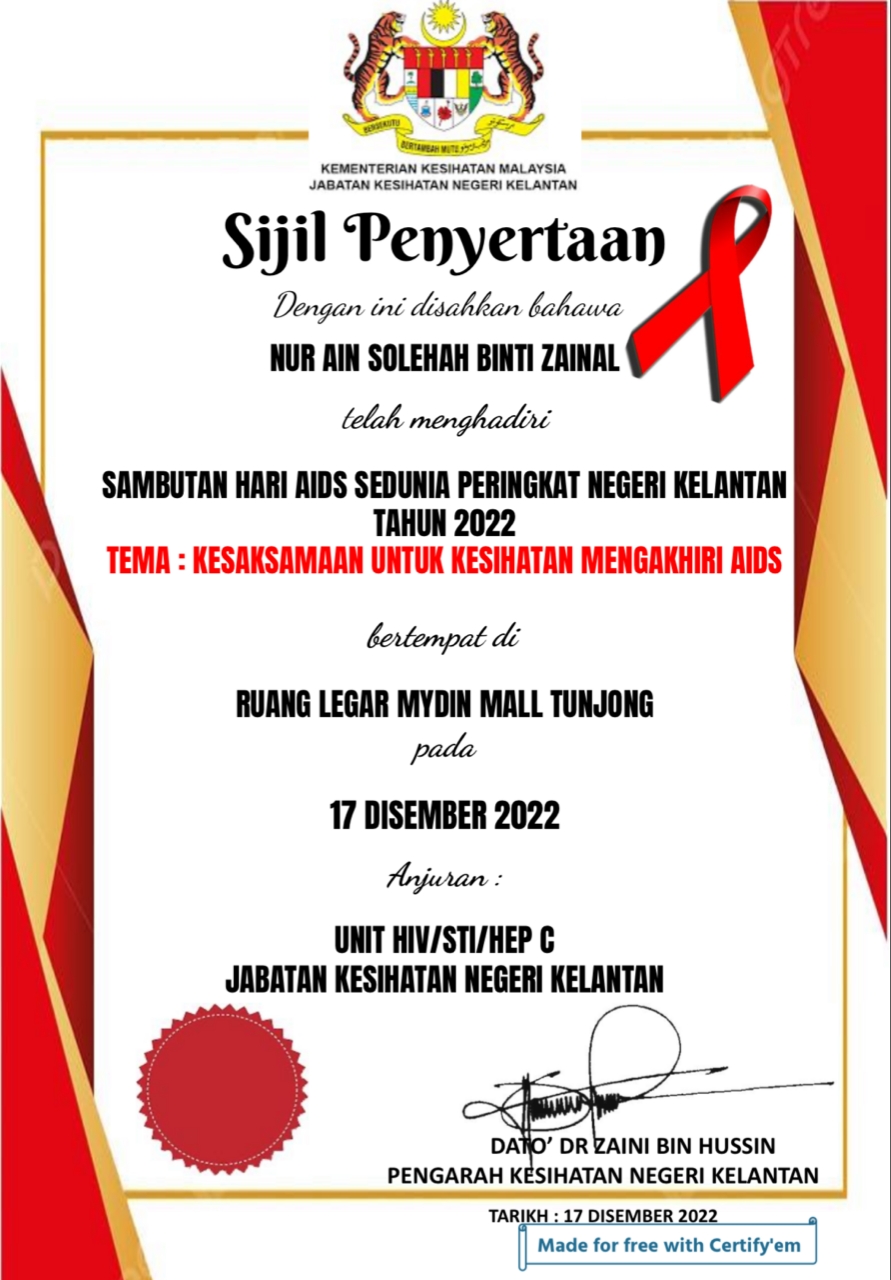 BERSEKUTU
BERTAMBAH MUTU
KEMENTERIAN KESIHATAN MALAYSIA
JABATAN KESIHATAN NEGERI KELANTAN
Sijil Penyertaan
Dengan ini disahkan bahawa
NUR AIN SOLEHAH BINTI ZAINAL
telah menghadiri
SAMBUTAN HARI AIDS SEDUNIA PERINGKAT NEGERI KELANTAN
TAHUN 2022
TEMA : KESAKSAMAAN UNTUK KESIHATAN MENGAKHIRI AIDS
bertempat di
RUANG LEGAR MYDIN MALL TUNJONG
pada
17 DISEMBER 2022
Anjuran :
UNIT HIV/STI/HEP C
JABATAN KESIHATAN NEGERI KELANTAN
DATO’ DR ZAINI BIN HUSSIN
PENGARAH KESIHATAN NEGERI KELANTAN
TARIKH : 17 DISEMBER 2022
Made for free with Certify'em